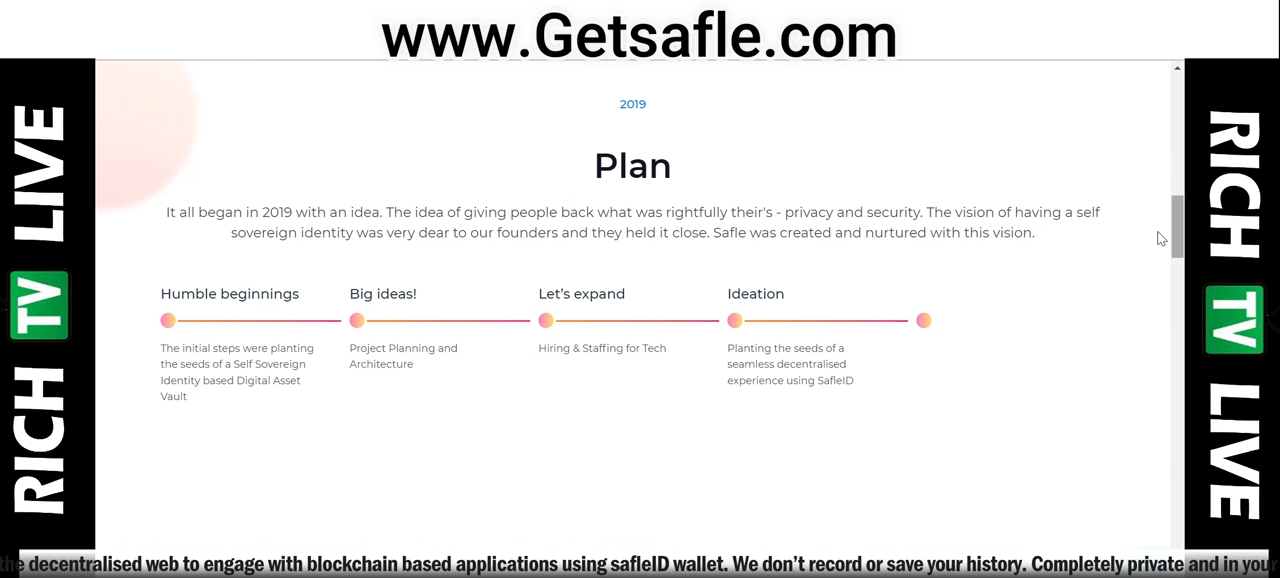 www.Getsafle.com
RICH TV LIVE
2019
Plan
It all began in 2019 with an idea. The idea of giving people back what was rightfully their's - privacy and security. The vision of having a self
sovereign identity was very dear to our founders and they held it close. Safle was created and nurtured with this vision.
Humble beginnings
Big ideas!
Let's expand
Ideation
The initial steps were planting
the seeds of a Self Sovereign
Identity based Digital Asset
Vault
Project Planning and
Architecture
Hiring & Staffing for Tech
Planting the seeds of a
seamless decentralised
experience using SaflеID
RICH TV LIVE
the decentralised web to engage with blockchain based applications using safleID wallet. We don't record or save your history. Completely private and in your